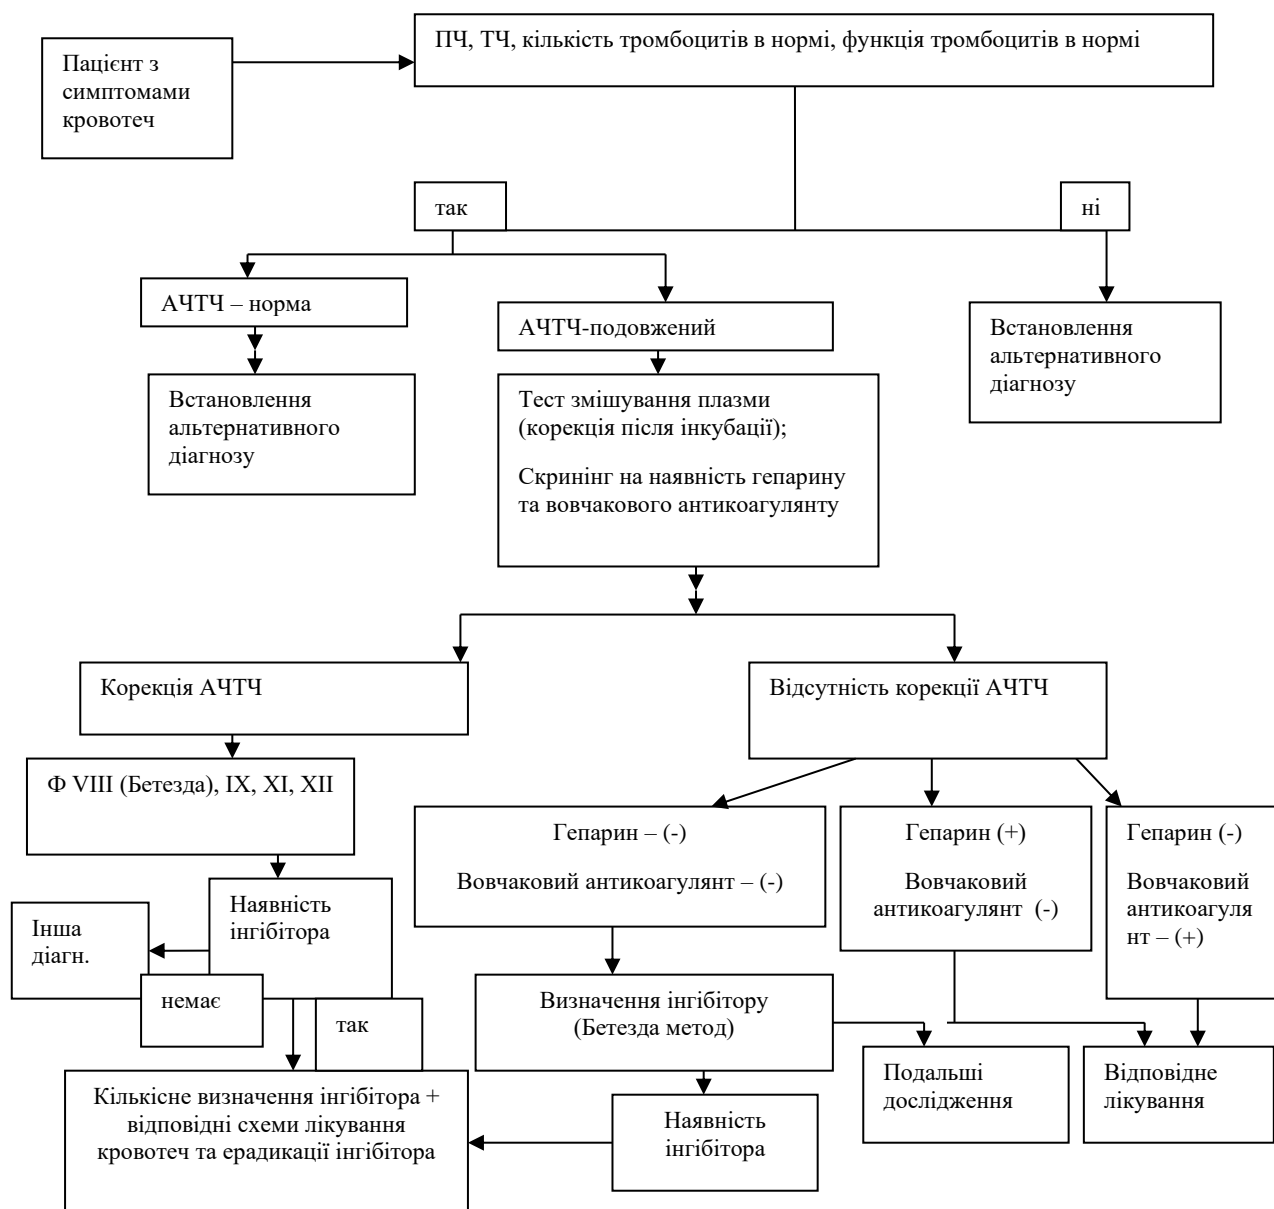 ПЧ, ТЧ, кількість тромбоцитів в нормі, функція тромбоцитів в нормі
Пацієнт з
симптомами
кровотеч
так
ні
АЧТЧ – норма
АЧТЧ-подовжений
Встановлення
альтернативного
діагнозу
Встановлення
альтернативного
діагнозу
Тест змішування плазми
(корекція після інкубації);
Скринінг на наявність гепарину
та вовчакового антикоагулянту
Корекція АЧТЧ
Відсутність корекції АЧТЧ
Ф VIII (Бетезда), IX, XI, XII
Гепарин – (-)
Вовчаковий антикоагулянт – (-)
Гепарин (+)
Вовчаковий
антикоагулянт (-)
Гепарин (-)
Вовчаковий
антикоагуля
нт – (+)
Наявність
інгібітора
Інша
діагн.
немає
так
Визначення інгібітору
(Бетезда метод)
Подальші
дослідження
Відповідне
лікування
Кількісне визначення інгібітора +
відповідні схеми лікування
кровотеч та ерадикації інгібітора
Наявність
інгібітора